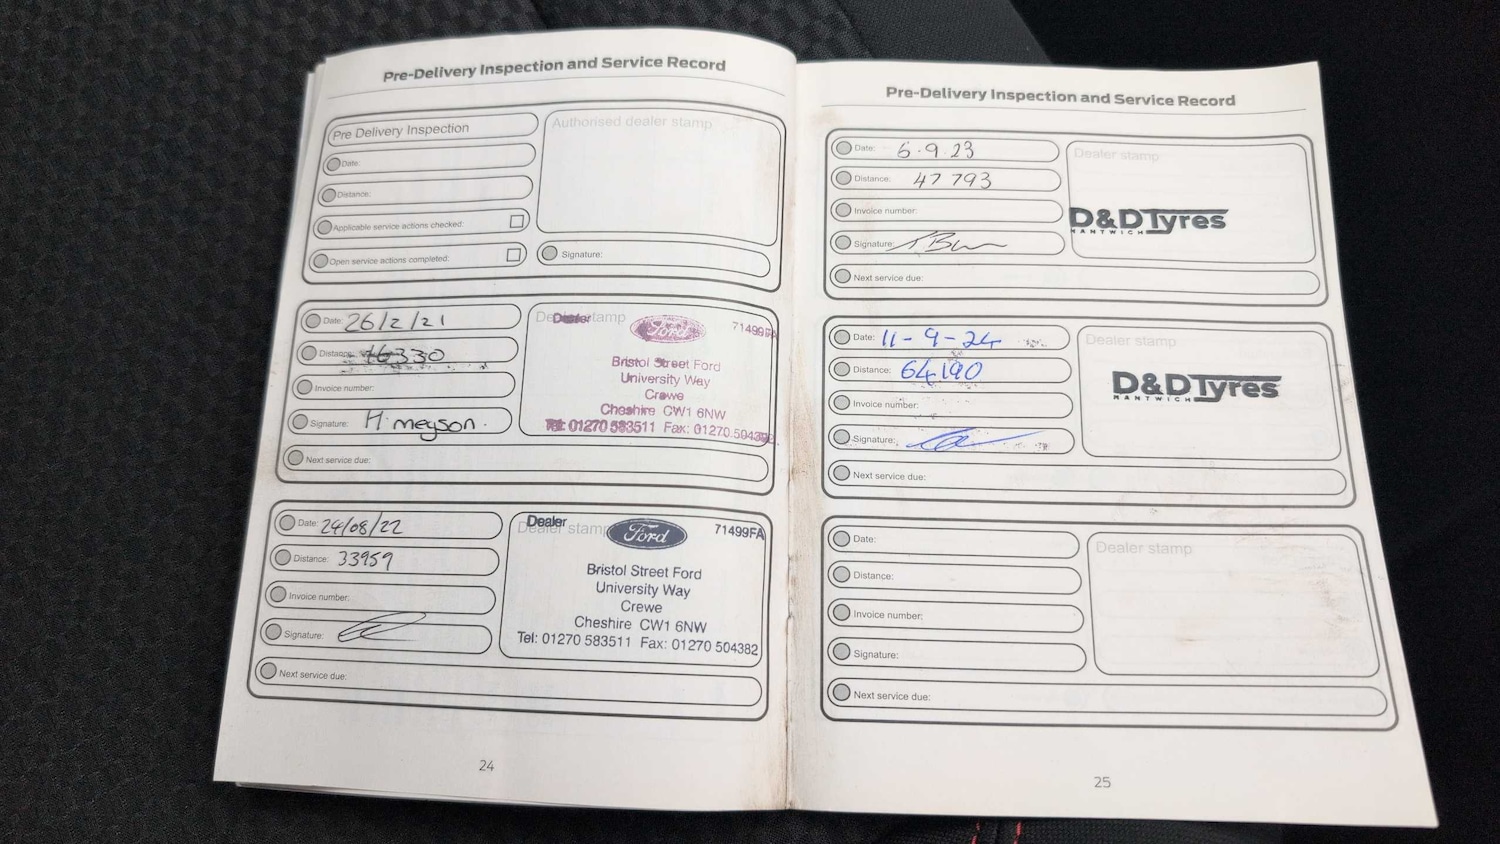 Pre-Delivery Inspection and Service Record
Pre Delivery Inspection
Authorised dealer stamp
Date:
Distance:
Applicable service actions checked:
Open service actions completed:
Signature:
Date: 26/2/21
Distance: 16330
Invoice number:
Signature: H. meyson.
Next service due:
Dealer stamp
Dealer
Ford
71499FA
Bristol Street Ford
University Way
Crewe
Cheshire CW1 6NW
Tel: 01270 583511 Fax: 01270 504382
Date: 24/08/22
Distance: 33959
Invoice number:
Signature:
Next service due:
Dealer stamp
Dealer
Ford
71499FA
Bristol Street Ford
University Way
Crewe
Cheshire CW1 6NW
Tel: 01270 583511 Fax: 01270 504382
24
Pre-Delivery Inspection and Service Record
Date: 6.9.23
Distance: 47793
Invoice number:
Signature:
Next service due:
Dealer stamp
D&D Tyres
NANTWICH
Date: 11-9-24
Distance: 64190
Invoice number:
Signature:
Next service due:
Dealer stamp
D&D Tyres
NANTWICH
Date:
Distance:
Invoice number:
Signature:
Next service due:
Dealer stamp
25